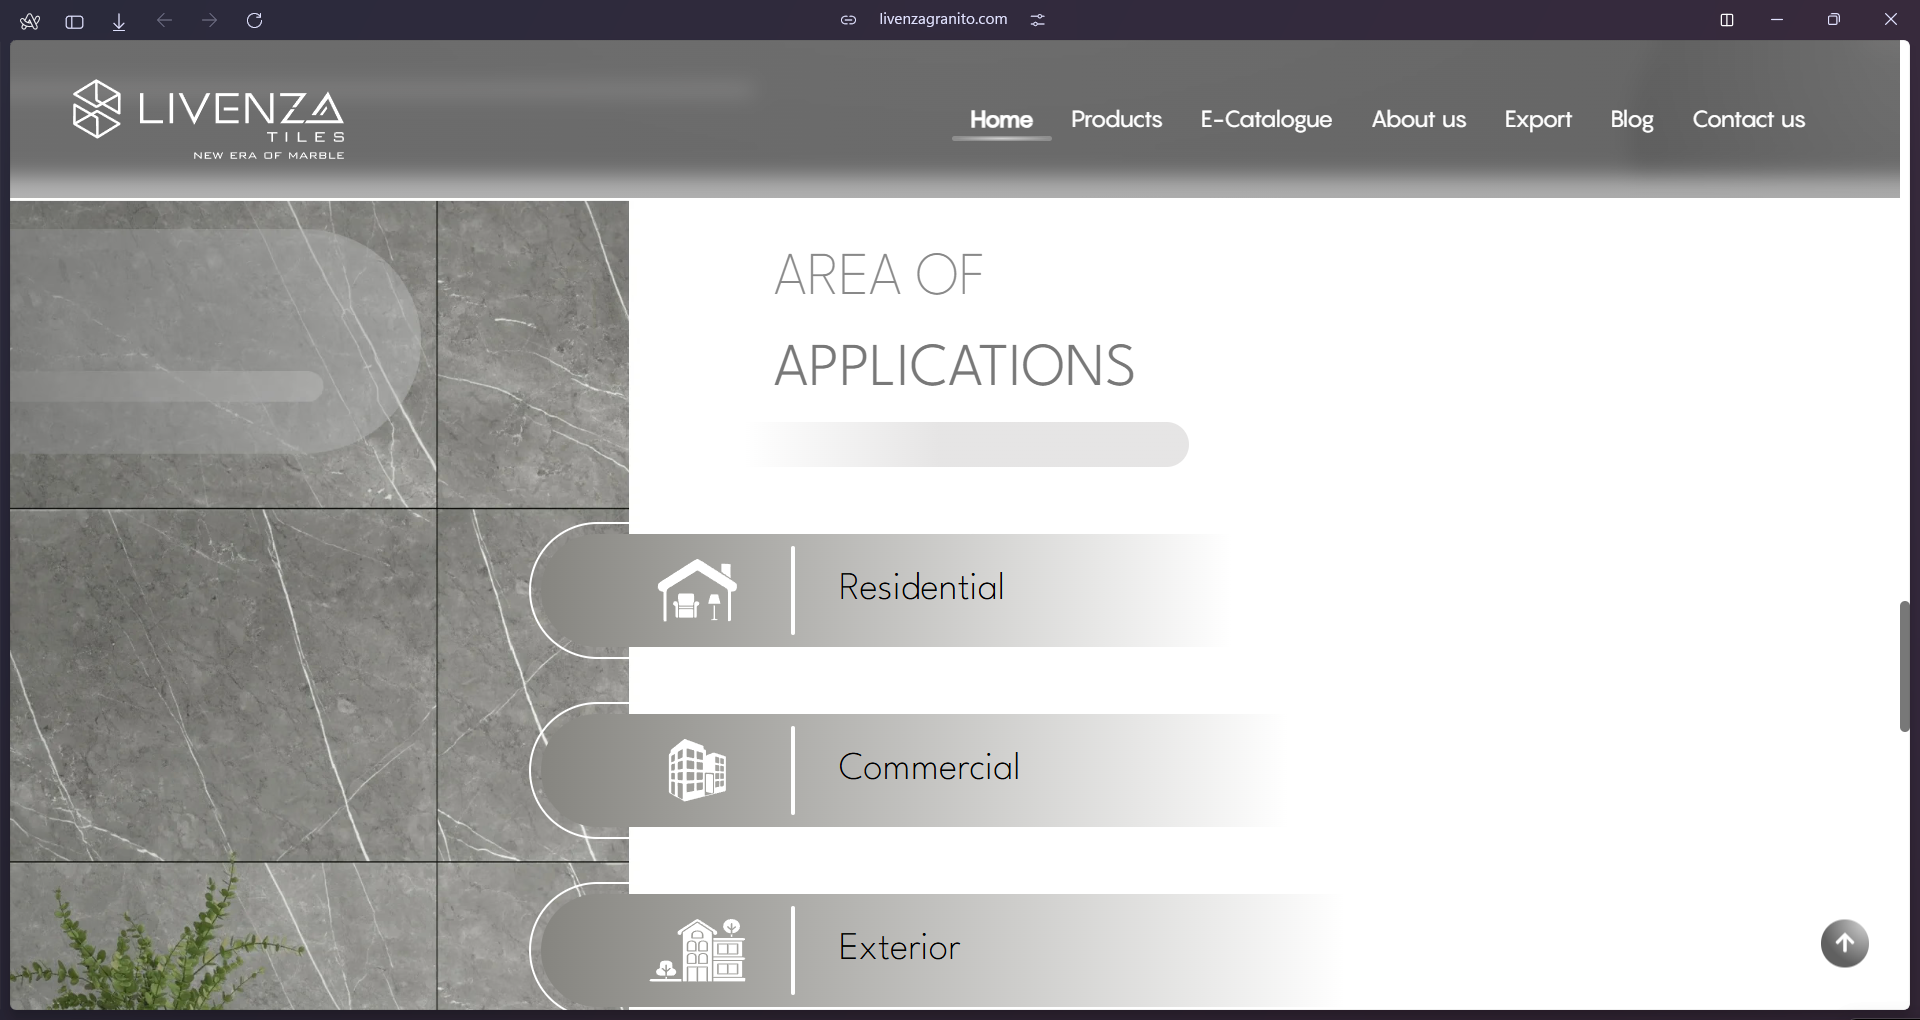 livenzagranito.com
LIVENZA
TILES
NEW ERA OF MARBLE
Home Products E-Catalogue About us Export Blog Contact us
AREA OF
APPLICATIONS
Residential
Commercial
Exterior